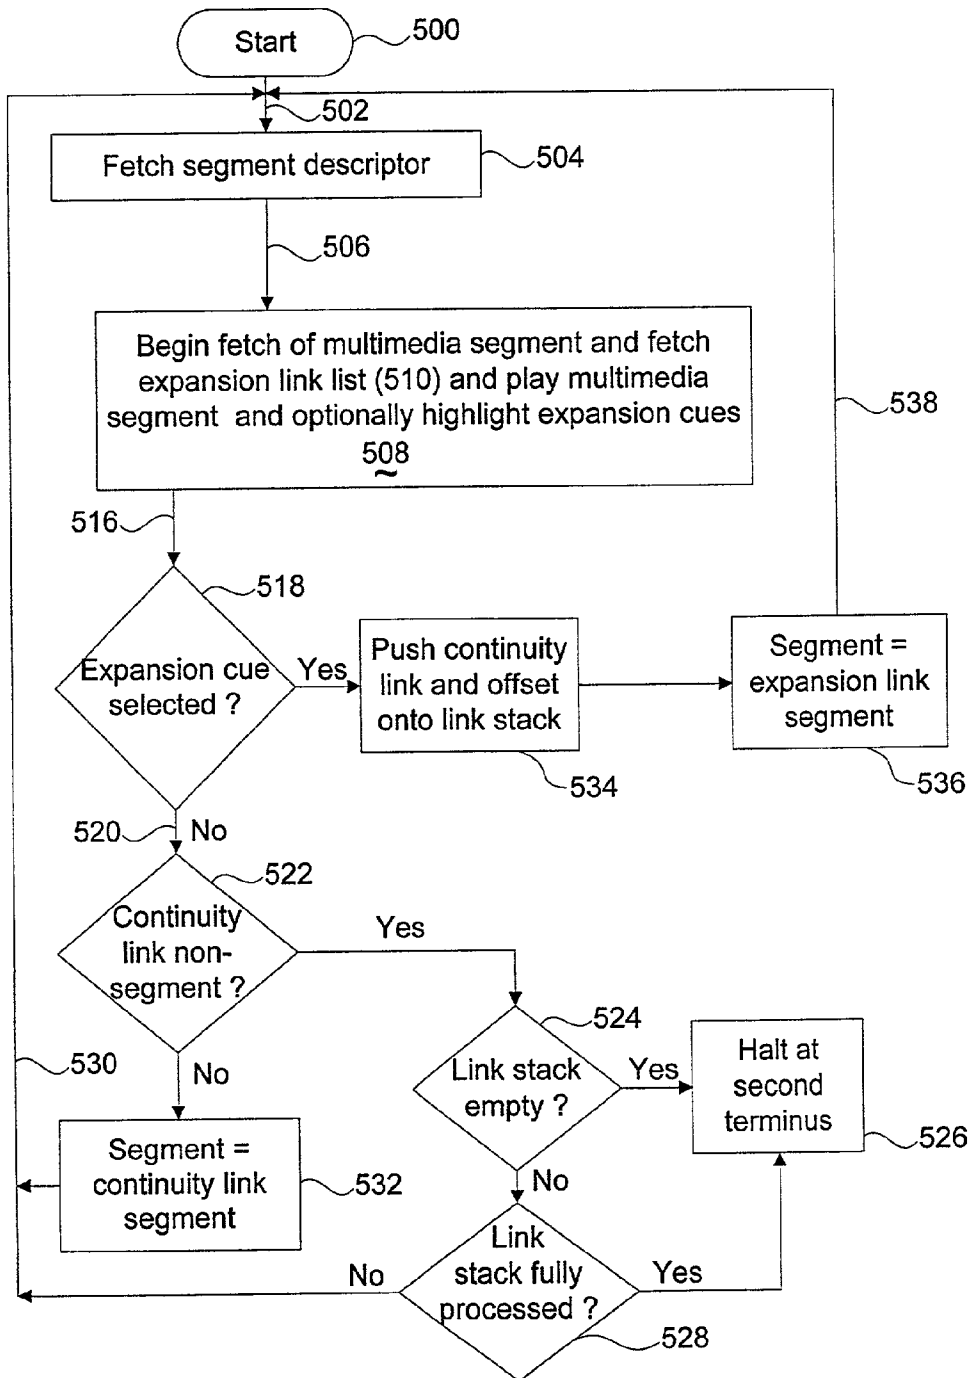 Start
500
502
Fetch segment descriptor
504
506
Begin fetch of multimedia segment and fetch
expansion link list (510) and play multimedia
segment and optionally highlight expansion cues
508
538
516
518
Expansion cue
selected ?
Yes
Push continuity
link and offset
onto link stack
534
Segment =
expansion link
segment
536
520
No
522
Continuity
link non-
segment ?
Yes
524
Link stack
empty ?
Yes
Halt at
second
terminus
526
530
No
Segment =
continuity link
segment
532
No
Link
stack fully
processed ?
No
Yes
528